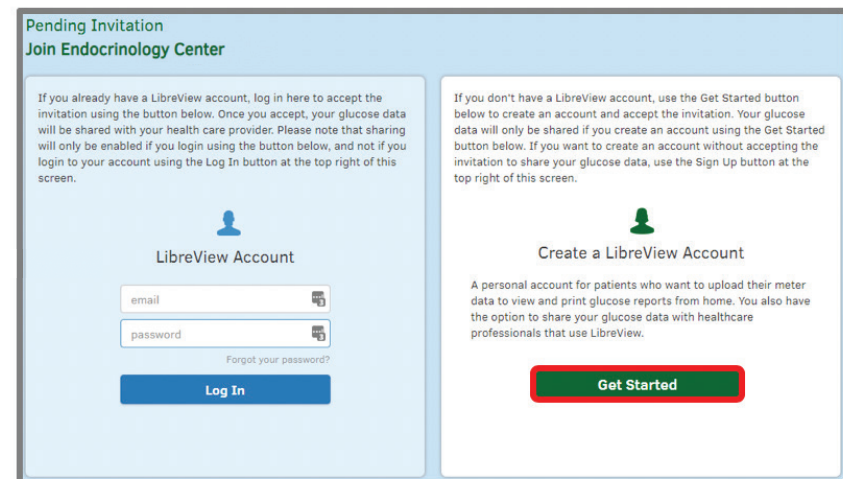 Pending Invitation
Join Endocrinology Center
If you already have a LibreView account, log in here to accept the
invitation using the button below. Once you accept, your glucose data
will be shared with your health care provider. Please note that sharing
will only be enabled if you login using the button below, and not if you
login to your account using the Log In button at the top right of this
screen.
LibreView Account
email
password
Forgot your password?
Log In
If you don't have a LibreView account, use the Get Started button
below to create an account and accept the invitation. Your glucose
data will only be shared if you create an account using the Get Started
button below. If you want to create an account without accepting the
invitation to share your glucose data, use the Sign Up button at the
top right of this screen.
Create a LibreView Account
A personal account for patients who want to upload their meter
data to view and print glucose reports from home. You also have
the option to share your glucose data with healthcare
professionals that use LibreView.
Get Started